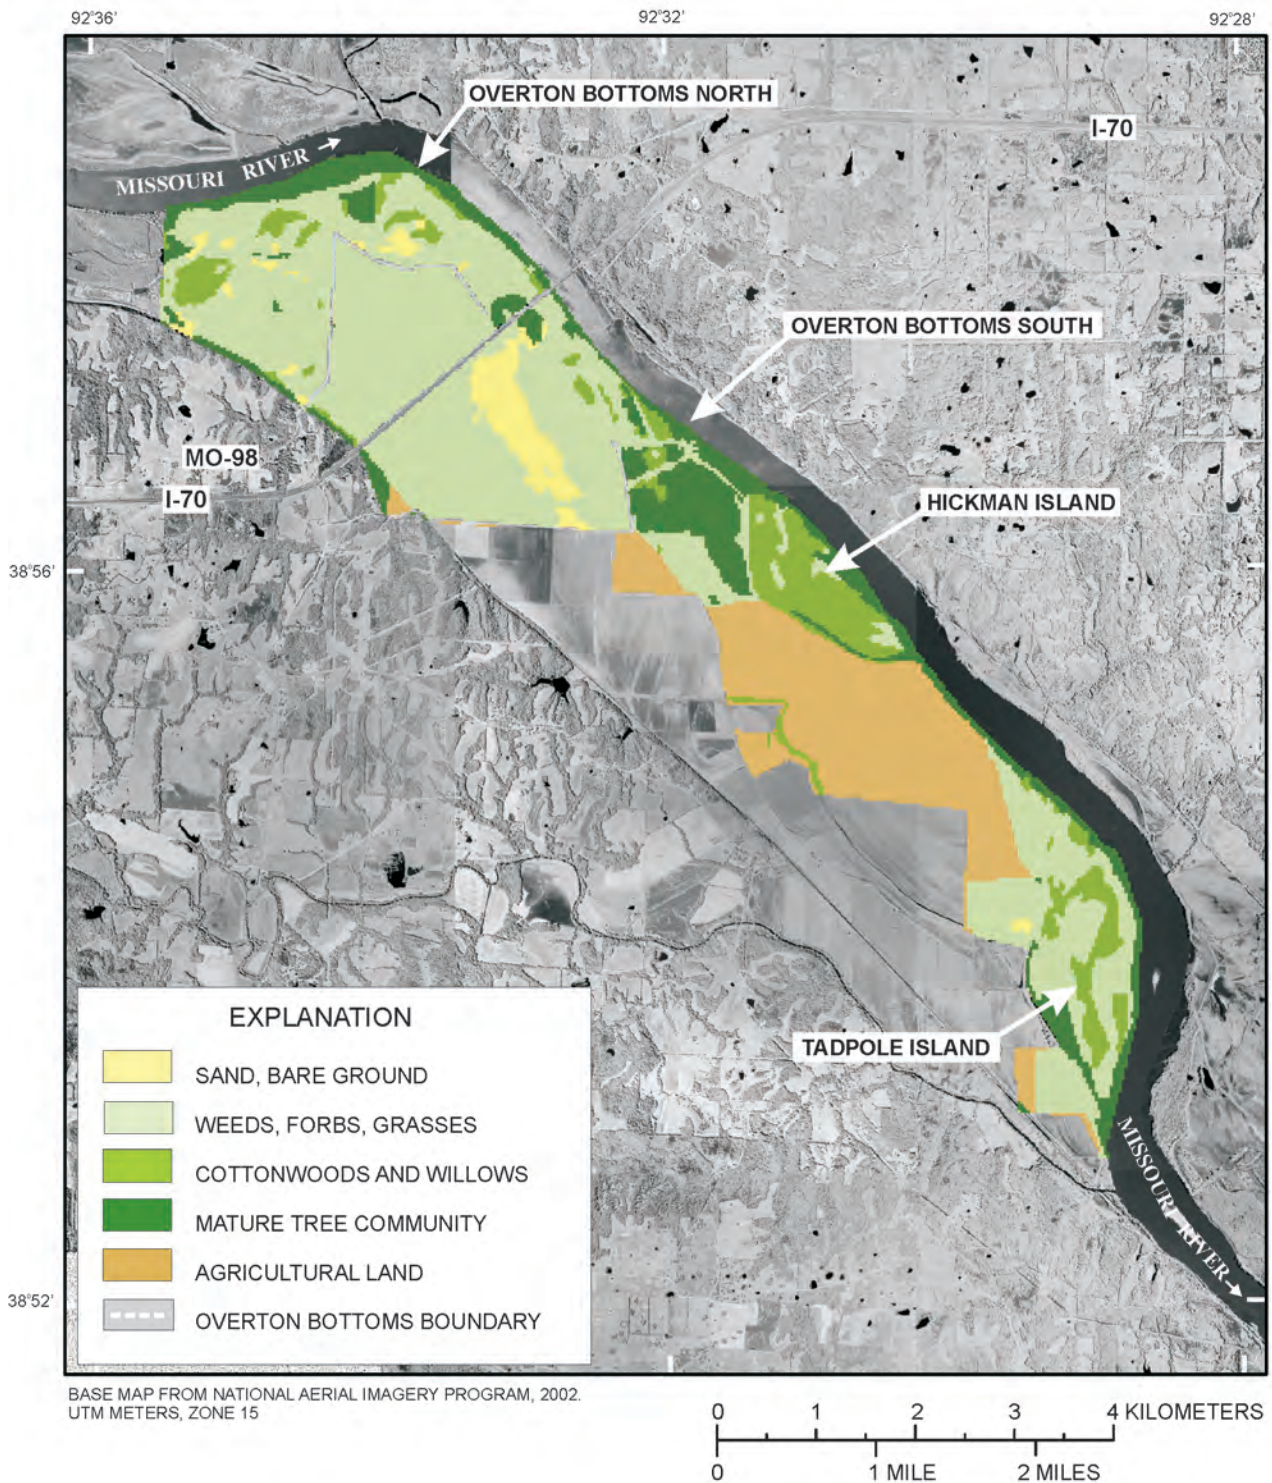 92°36'
92°32'
92°28'
OVERTON BOTTOMS NORTH
I-70
MISSOURI RIVER
OVERTON BOTTOMS SOUTH
MO-98
I-70
HICKMAN ISLAND
38°56'
TADPOLE ISLAND
MISSOURI RIVER
38°52'
EXPLANATION
SAND, BARE GROUND
WEEDS, FORBS, GRASSES
COTTONWOODS AND WILLOWS
MATURE TREE COMMUNITY
AGRICULTURAL LAND
OVERTON BOTTOMS BOUNDARY
BASE MAP FROM NATIONAL AERIAL IMAGERY PROGRAM, 2002.
UTM METERS, ZONE 15
0 1 2 3 4 KILOMETERS
0 1 MILE 2 MILES